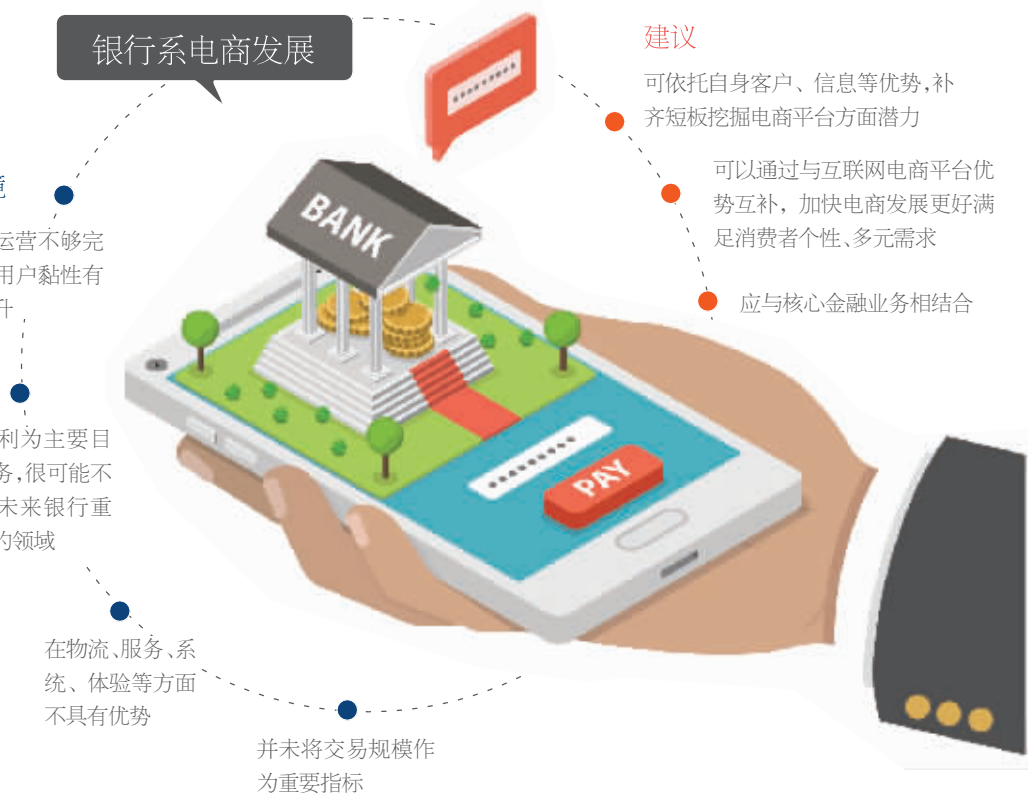 银行系电商发展
建议
可依托自身客户、信息等优势,补
齐短板挖掘电商平台方面潜力
可以通过与互联网电商平台优
势互补，加快电商发展更好满
足消费者个性、多元需求
应与核心金融业务相结合
运营不够完
用户黏性有
升
利为主要目
务,很可能不
未来银行重
的领域
在物流、服务、系
统、体验等方面
不具有优势
并未将交易规模作
为重要指标
BANK
PAY